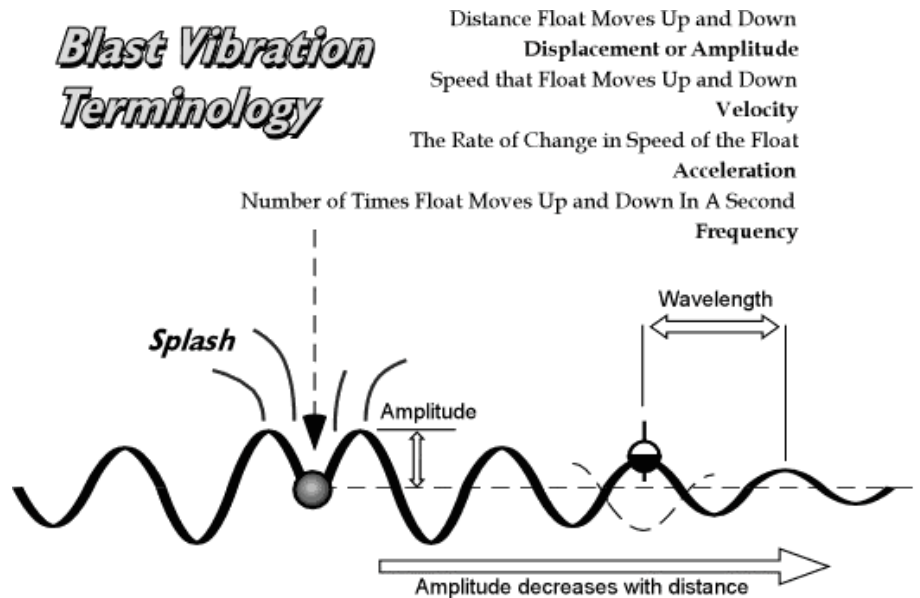 Blast Vibration
Terminology
Distance Float Moves Up and Down
Displacement or Amplitude
Speed that Float Moves Up and Down
Velocity
The Rate of Change in Speed of the Float
Acceleration
Number of Times Float Moves Up and Down In A Second
Frequency
Wavelength
Splash
Amplitude
Amplitude decreases with distance